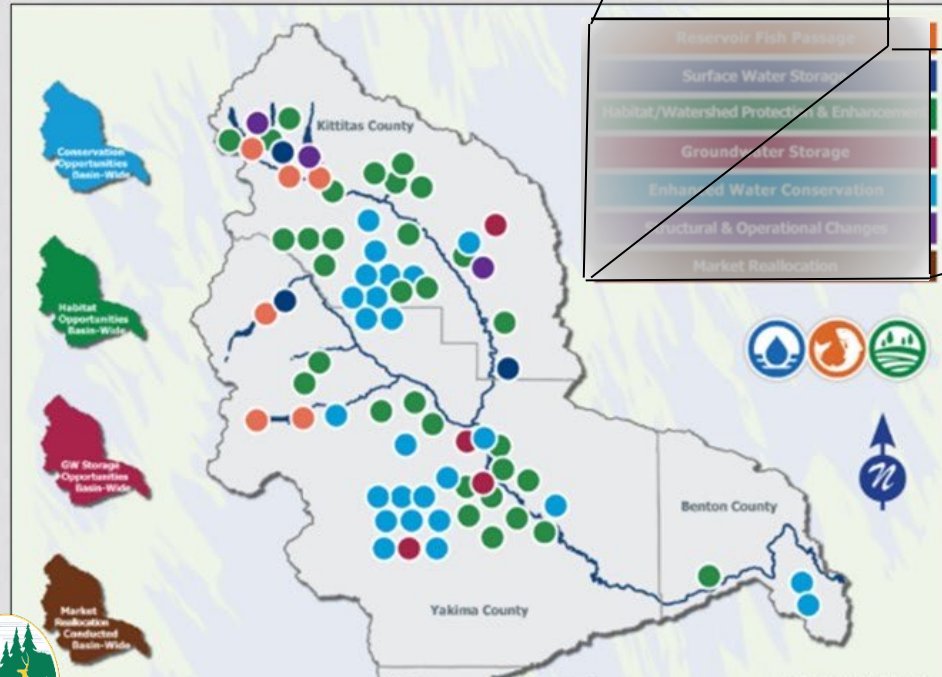 Reservoir Fish Passage
Surface Water Storage
Habitat/Watershed Protection & Enhancement
Groundwater Storage
Enhanced Water Conservation
Structural & Operational Changes
Market Reallocation
Kittitas County
Conservation
Opportunities
Basin-Wide
Habitat
Opportunities
Basin-Wide
GW Storage
Opportunities
Basin-Wide
N
Benton County
Market
Reallocation
Conducted
Basin-Wide
Yakima County